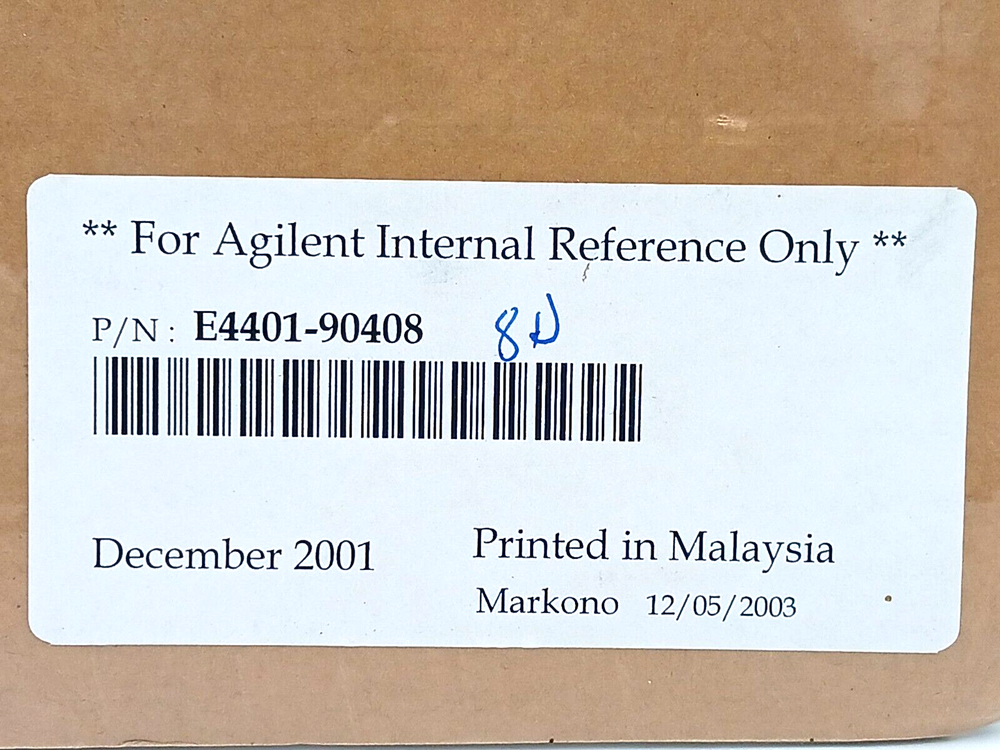 ** For Agilent Internal Reference Only **
P/N: E4401-90408 8D
December 2001
Printed in Malaysia
Markono 12/05/2003